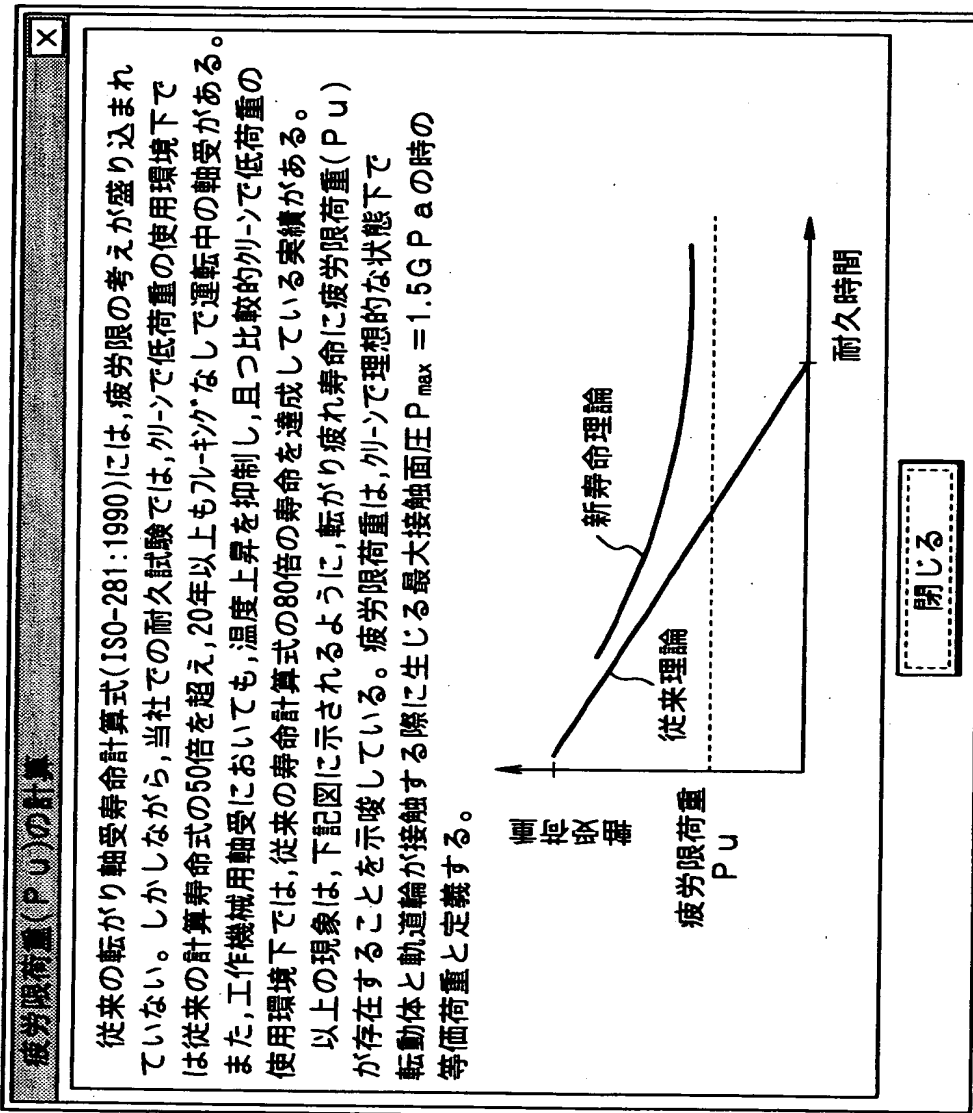 疲労限荷重(Pu)の計算
X
従来の転がり軸受寿命計算式(ISO-281:1990)には,疲労限の考えが盛り込まれ
ていない。しかしながら,当社での耐久試験では,クリーンで低荷重の使用環境下で
は従来の計算寿命式の50倍を超え,20年以上もフレーキングなしで運転中の軸受がある。
また,工作機械用軸受においても,温度上昇を抑制し,且つ比較的クリーンで低荷重の
使用環境下では,従来の寿命計算式の80倍の寿命を達成している実績がある。
以上の現象は,下記図に示されるように,転がり疲れ寿命に疲労限荷重(Pu)
が存在することを示唆している。疲労限荷重は,クリーンで理想的な状態下で
転動体と軌道輪が接触する際に生じる最大接触面圧Pmax=1.5GPaの時の
等価荷重と定義する。
軸受荷重
疲労限荷重
Pu
従来理論
新寿命理論
耐久時間
閉じる